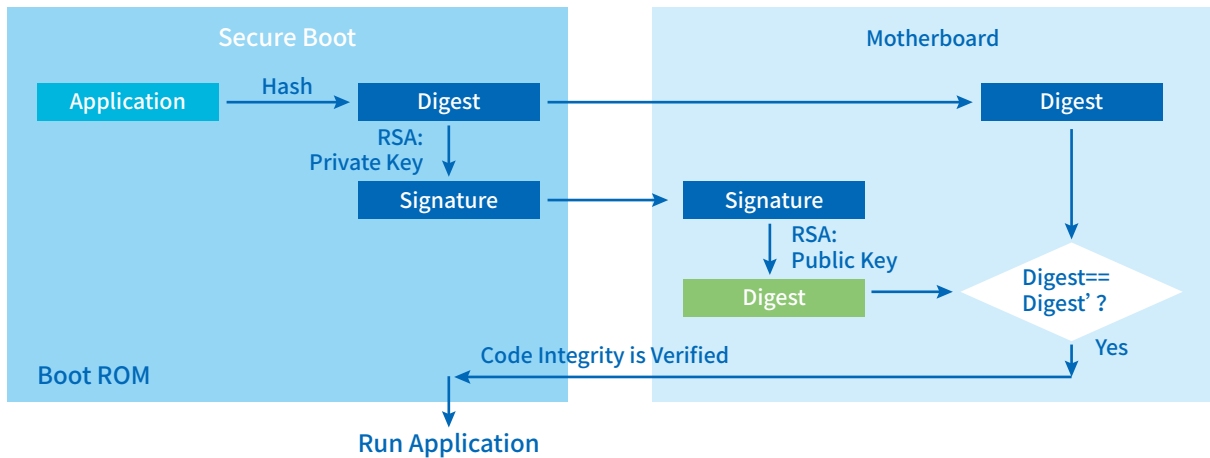 Secure Boot
Motherboard
Application
Hash
Digest
Digest
RSA:
Private Key
Signature
Signature
RSA:
Public Key
Digest
Digest==
Digest’ ?
Yes
Code Integrity is Verified
Boot ROM
Run Application